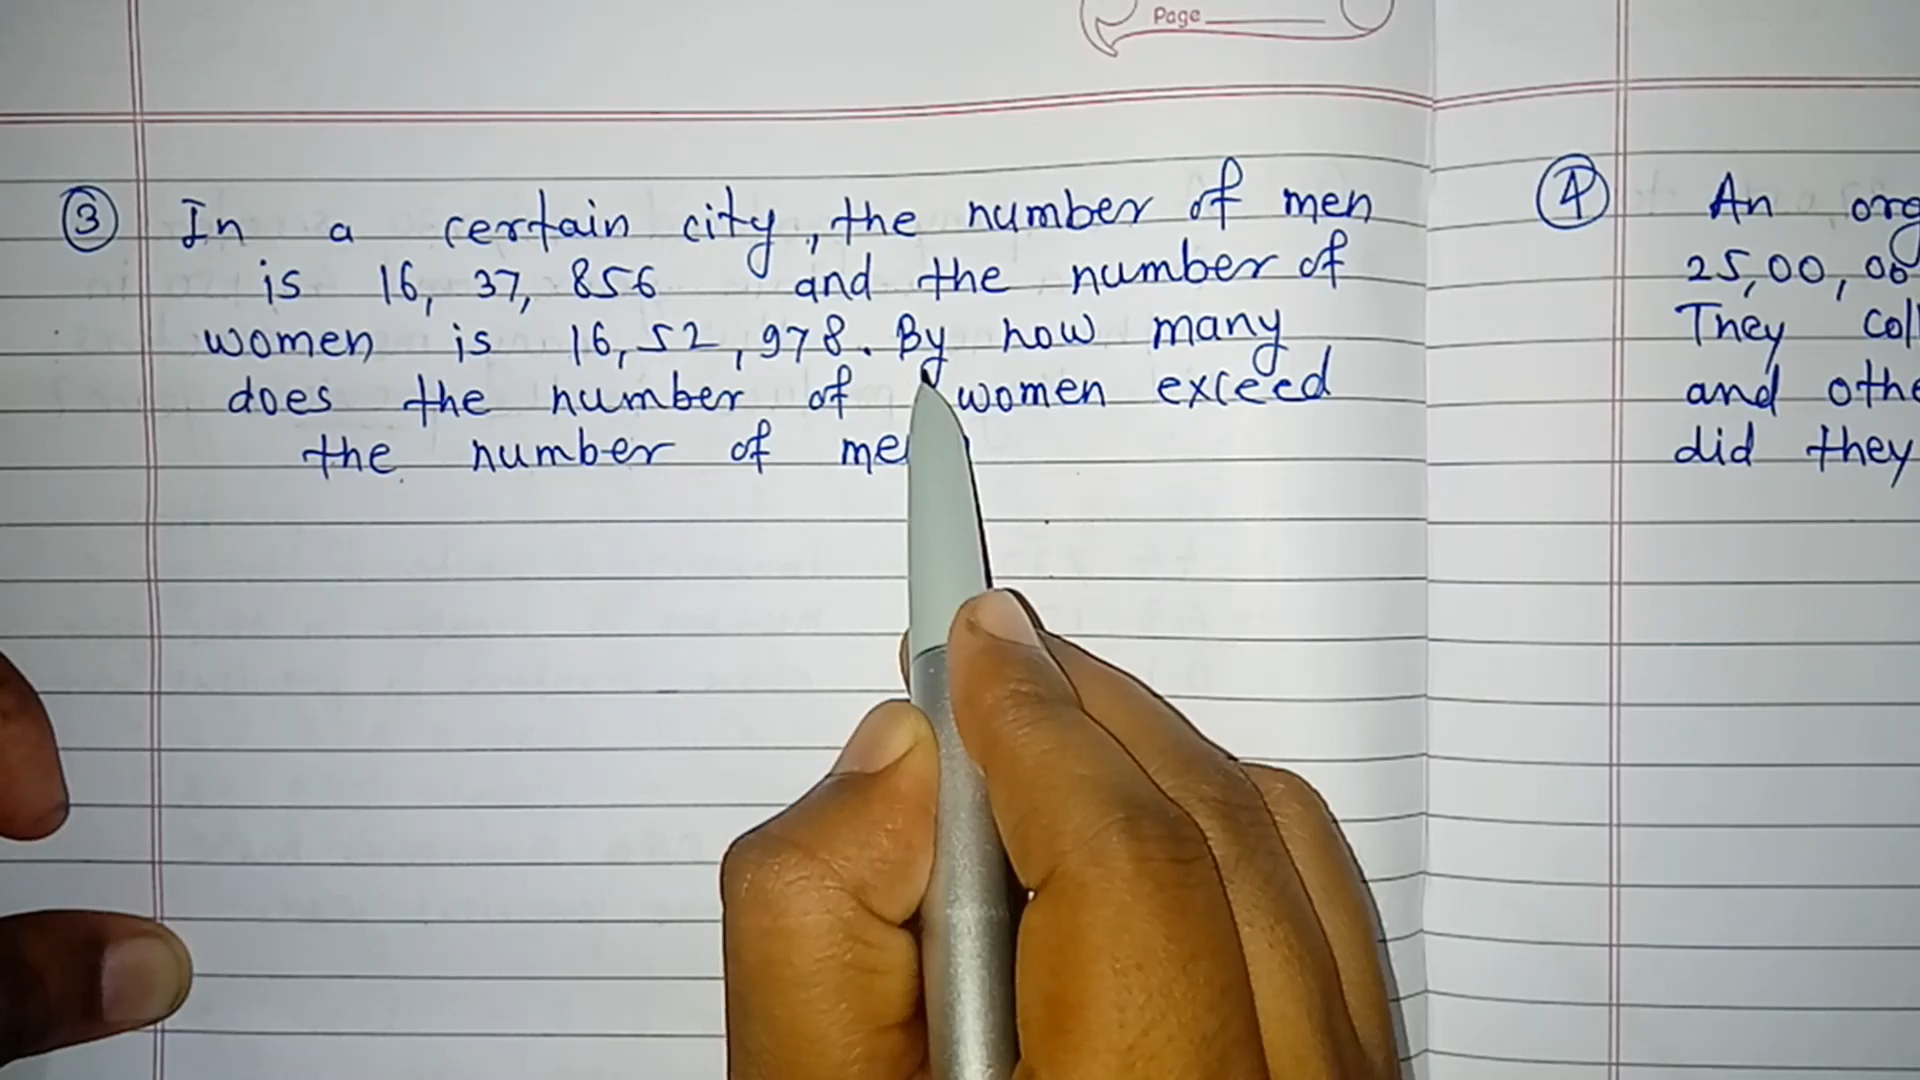 Page
③ In a certain city, the number of men
is 16, 37, 856 and the number of
women is 16, 52, 978. By how many
does the number of women exceed
the number of
④ An
25,00,
They
and
did they